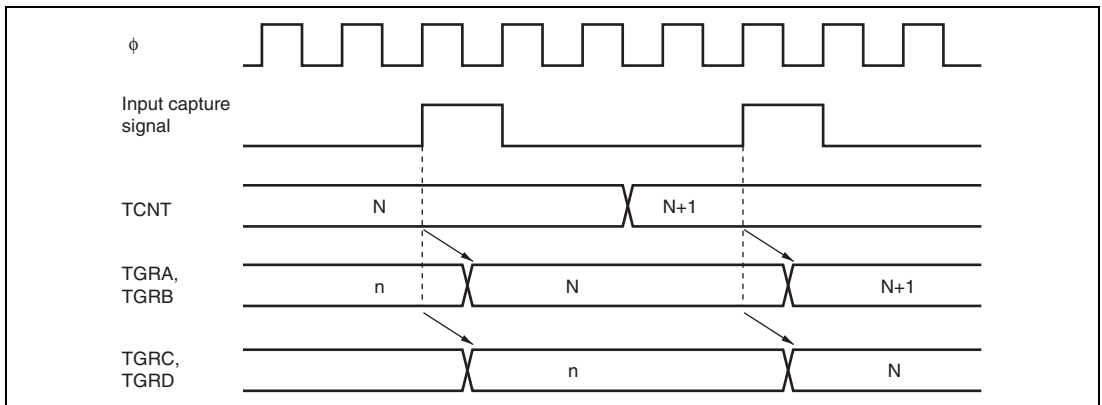 ϕ
Input capture
signal
TCNT
N
N+1
TGRA,
TGRB
n
N
N+1
TGRC,
TGRD
n
N